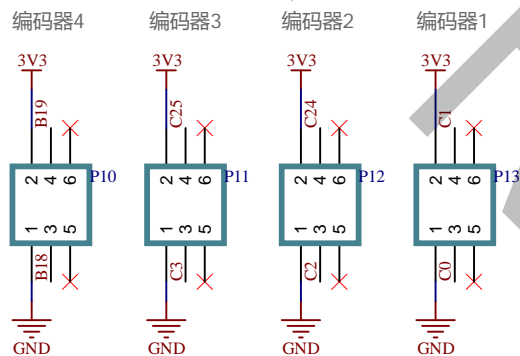 编码器4 编码器3 编码器2 编码器1
3V3 3V3 3V3 3V3
B19 C25 C24 C1
2 4 6 P10 2 4 6 P11 2 4 6 P12 2 4 6 P13
1 3 5 1 3 5 1 3 5 1 3 5
B18 C3 C2 C0
GND GND GND GND